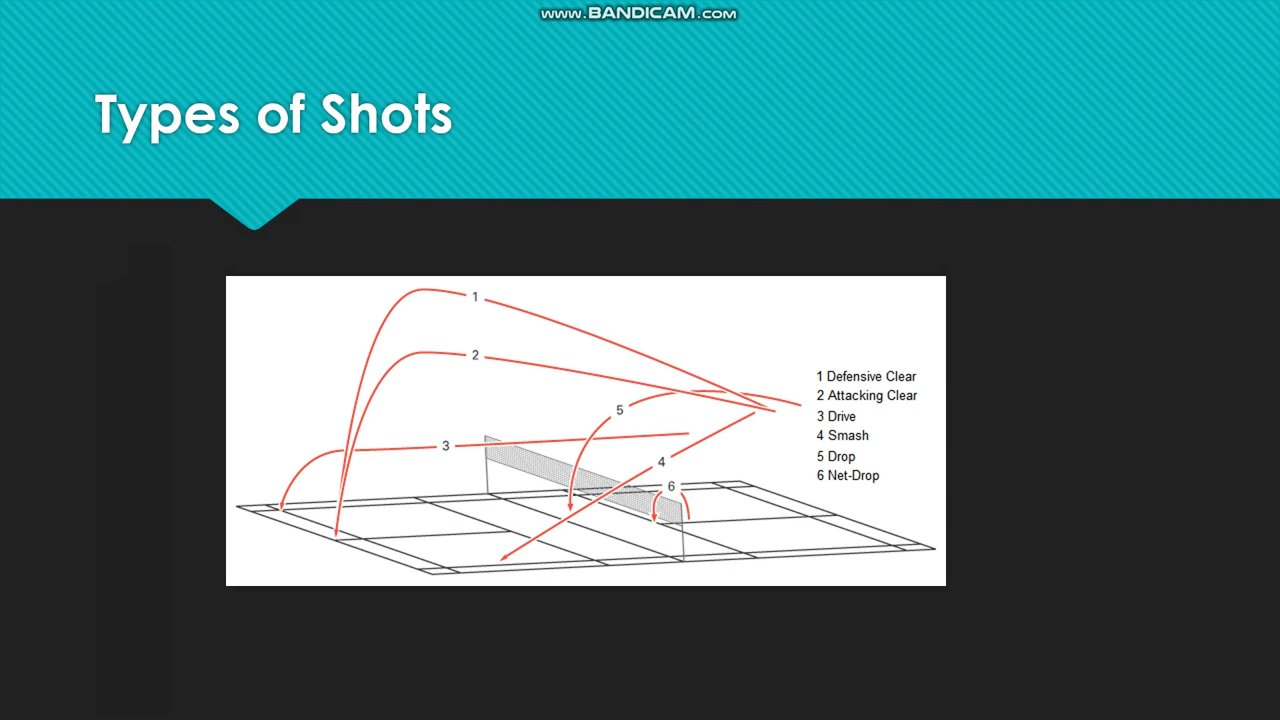 www.BANDICAM.com
Types of Shots
1
2
5
3
4
6
1 Defensive Clear
2 Attacking Clear
3 Drive
4 Smash
5 Drop
6 Net-Drop